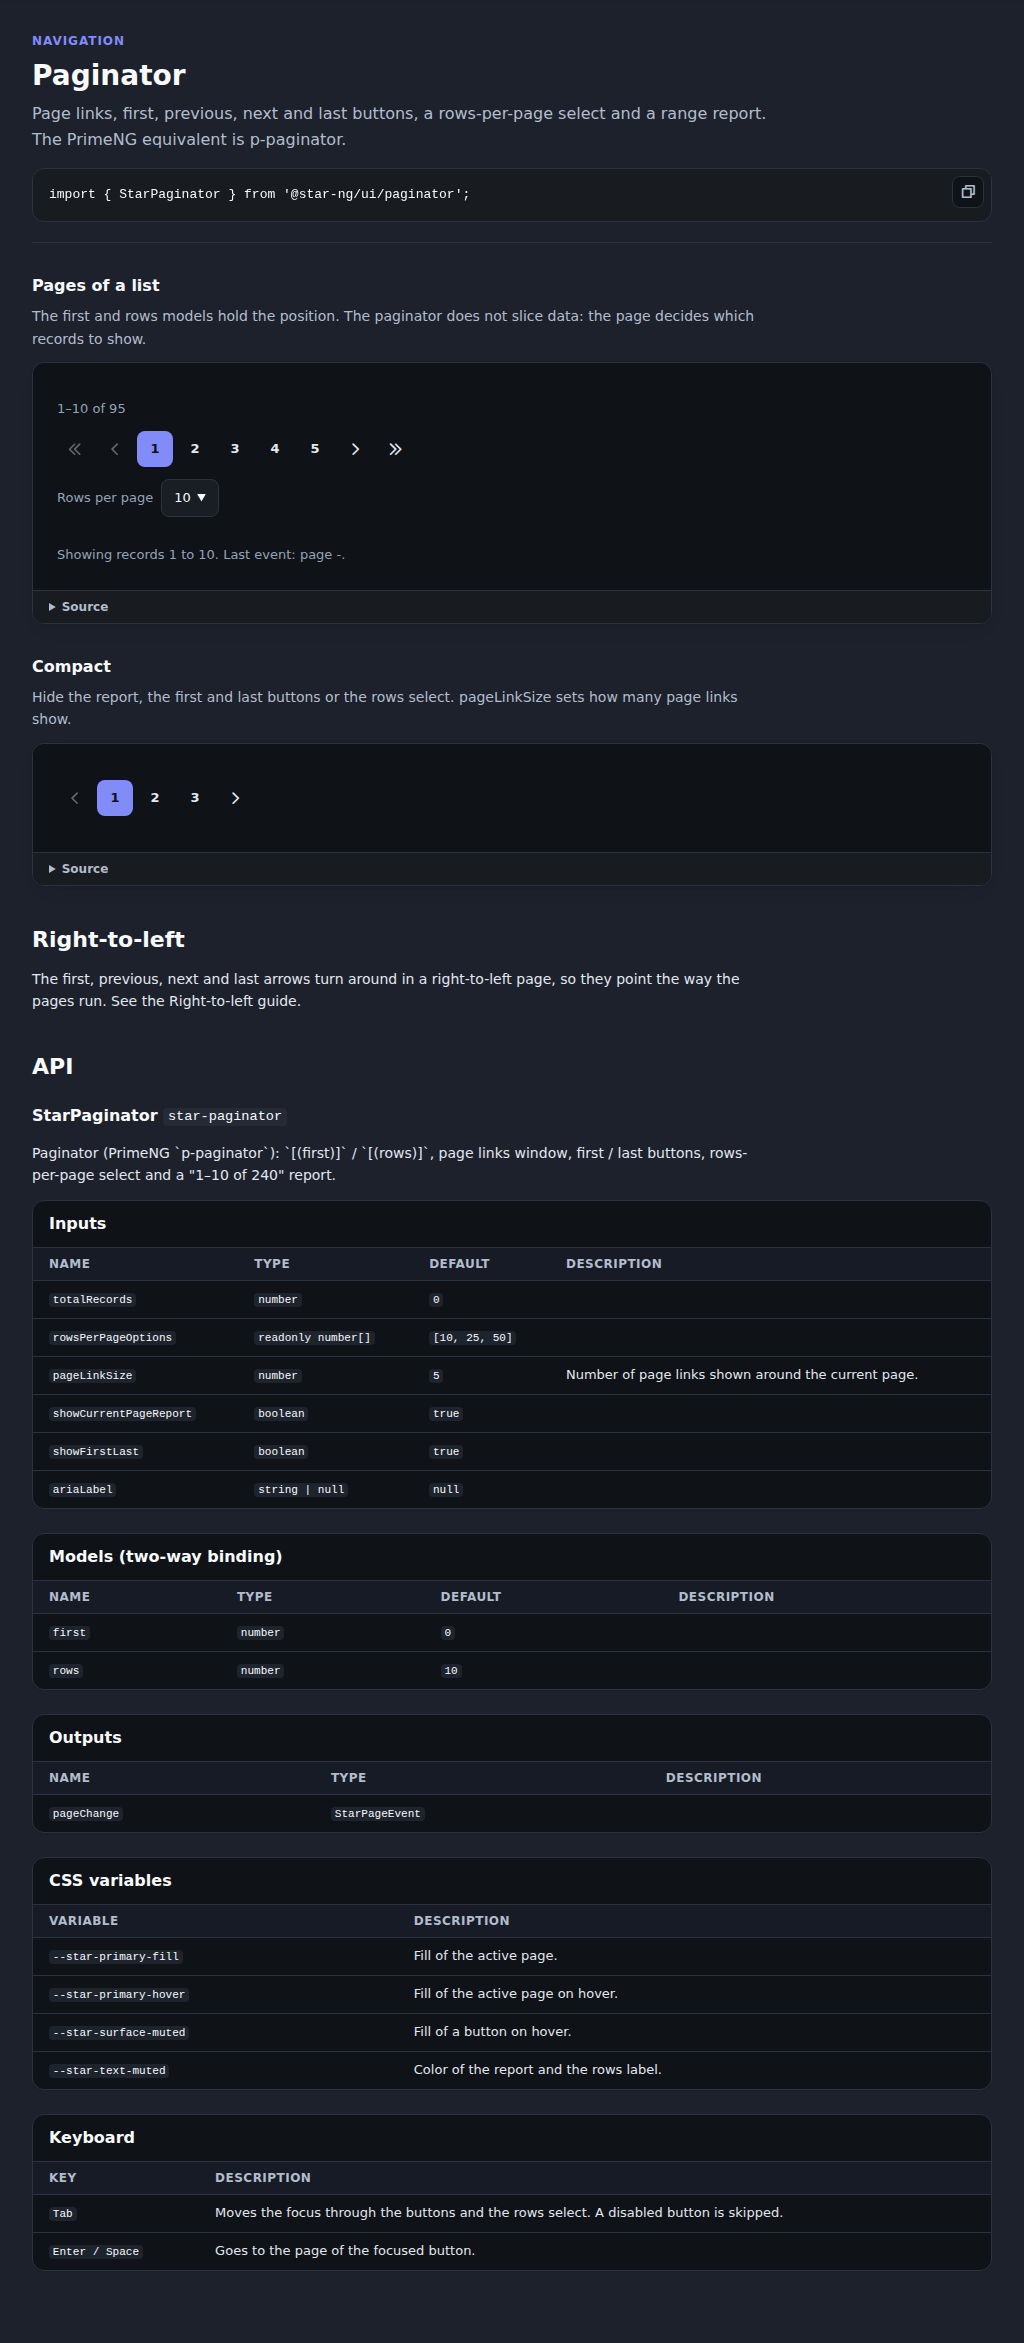 NAVIGATION
Paginator
Page links, first, previous, next and last buttons, a rows-per-page select and a range report.
The PrimeNG equivalent is p-paginator.
import { StarPaginator } from '@star-ng/ui/paginator';
Pages of a list
The first and rows models hold the position. The paginator does not slice data: the page decides which
records to show.
1–10 of 95
1 2 3 4 5
Rows per page 10
Showing records 1 to 10. Last event: page -.
Source
Compact
Hide the report, the first and last buttons or the rows select. pageLinkSize sets how many page links
show.
1 2 3
Source
Right-to-left
The first, previous, next and last arrows turn around in a right-to-left page, so they point the way the
pages run. See the Right-to-left guide.
API
StarPaginator star-paginator
Paginator (PrimeNG `p-paginator`): `[(first)]` / `[(rows)]`, page links window, first / last buttons, rows-
per-page select and a "1–10 of 240" report.
Inputs
NAME TYPE DEFAULT DESCRIPTION
totalRecords number 0
rowsPerPageOptions readonly number[] [10, 25, 50]
pageLinkSize number 5 Number of page links shown around the current page.
showCurrentPageReport boolean true
showFirstLast boolean true
ariaLabel string | null null
Models (two-way binding)
NAME TYPE DEFAULT DESCRIPTION
first number 0
rows number 10
Outputs
NAME TYPE DESCRIPTION
pageChange StarPageEvent
CSS variables
VARIABLE DESCRIPTION
--star-primary-fill Fill of the active page.
--star-primary-hover Fill of the active page on hover.
--star-surface-muted Fill of a button on hover.
--star-text-muted Color of the report and the rows label.
Keyboard
KEY DESCRIPTION
Tab Moves the focus through the buttons and the rows select. A disabled button is skipped.
Enter / Space Goes to the page of the focused button.